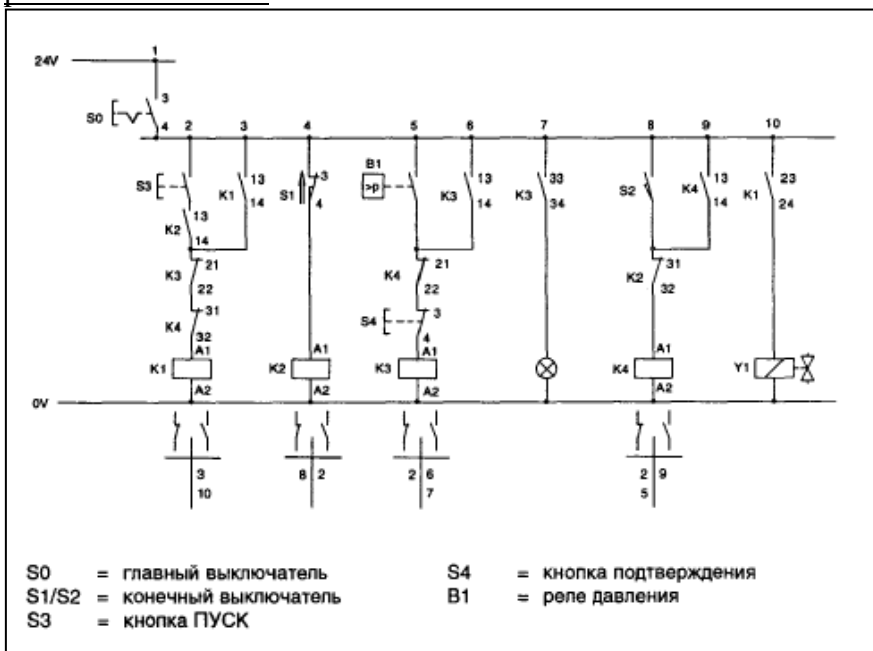 1
24V
3
S0
4
2 3 4 5 6 7 8 9 10
S3 K1 13 14 S1 3 4 B1 >p K3 13 14 K3 33 34 S2 K4 13 14 K1 23 24
K2 13 14
K3 21 22 K4 21 22 K2 31 32
K4 31 32 S4 3 4
A1 A1 A1 A1
K1 K2 K3 K4 Y1
A2 A2 A2 A2
0V
3 8 2 2 6 2 9
10 7 5
S0 = главный выключатель
S1/S2 = конечный выключатель
S3 = кнопка ПУСК
S4 = кнопка подтверждения
B1 = реле давления